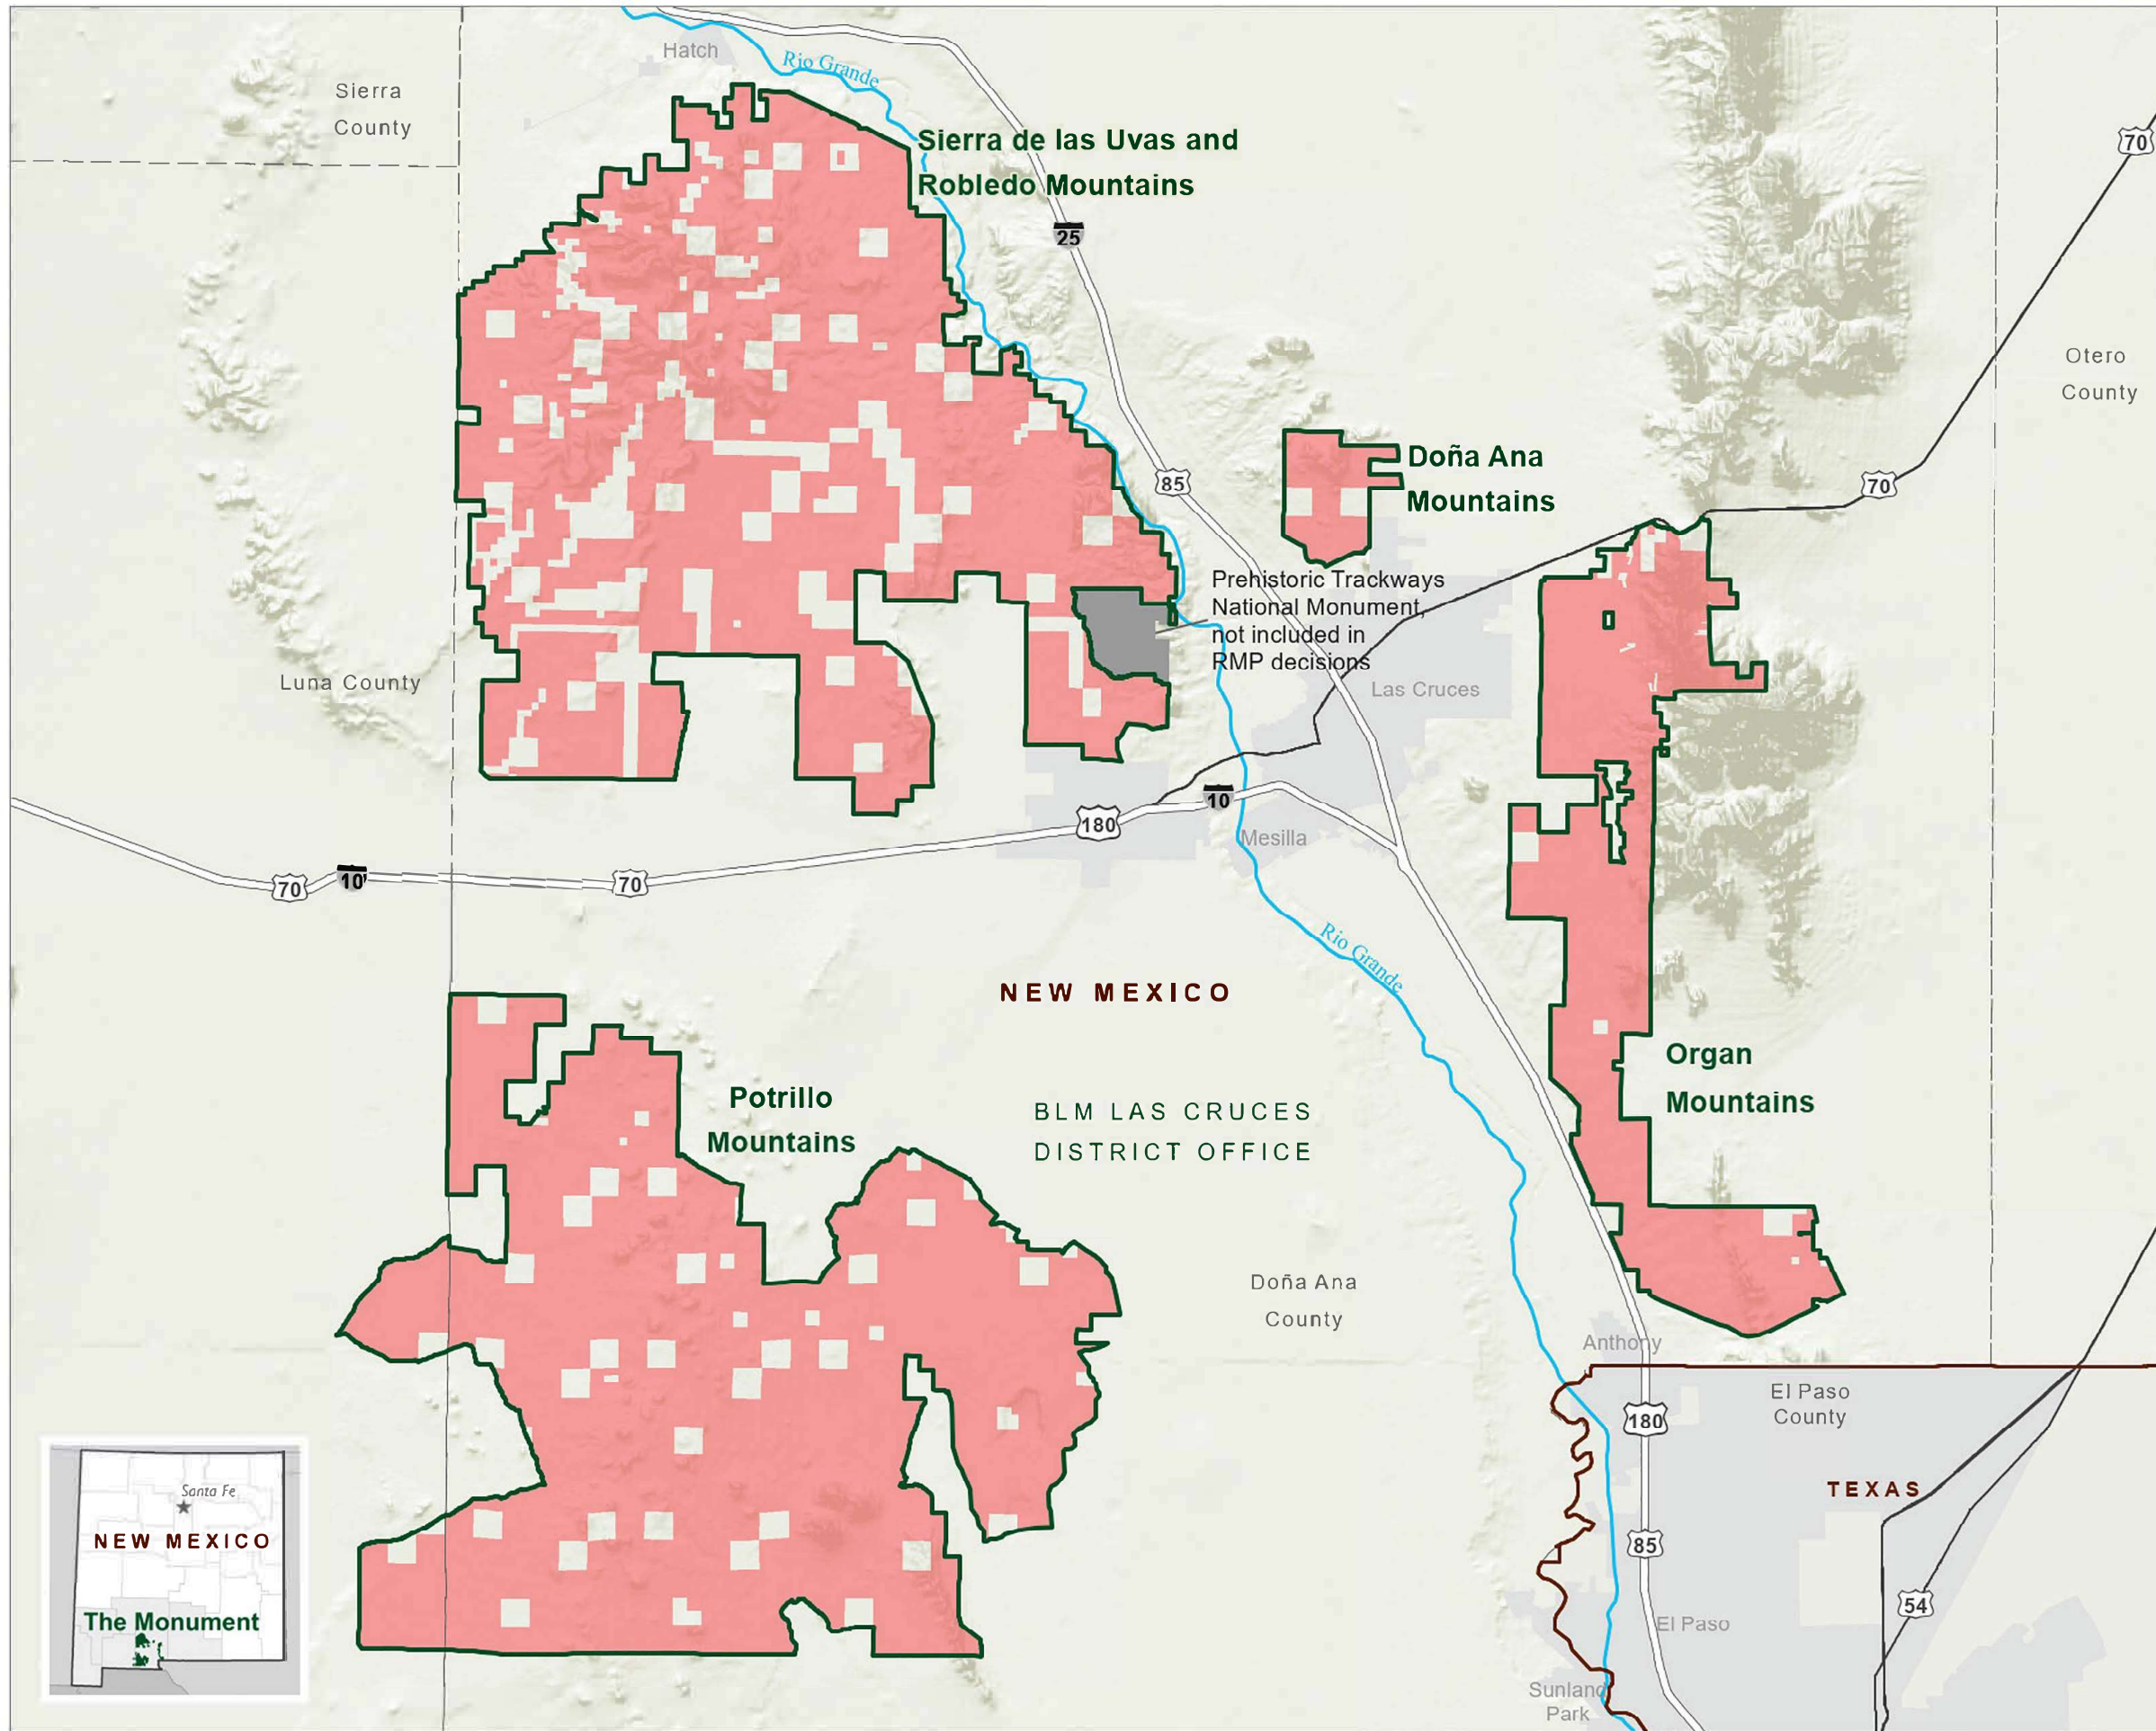 Hatch
Rio Grande
Sierra
County
Sierra de las Uvas and
Robledo Mountains
70
25
Otero
County
85
Doña Ana
Mountains
70
Prehistoric Trackways
National Monument,
not included in
RMP decisions
Luna County
Las Cruces
10
180
Mesilla
70
10
70
Rio Grande
NEW MEXICO
Organ
Mountains
Potrillo
Mountains
BLM LAS CRUCES
DISTRICT OFFICE
Doña Ana
County
Anthony
El Paso
County
180
TEXAS
Santa Fe
NEW MEXICO
The Monument
85
54
El Paso
Sunland
Park